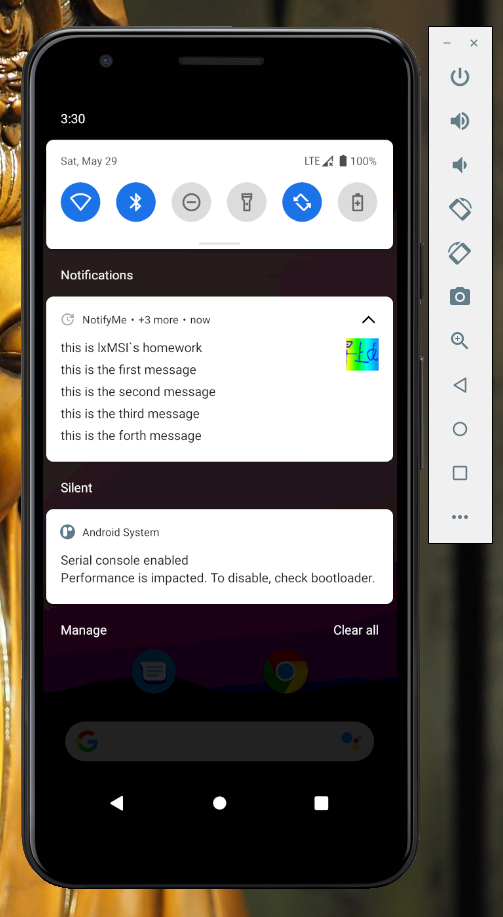 3:30
Sat, May 29 LTE 100%
Notifications
NotifyMe • +3 more • now
this is lxMSI`s homework
this is the first message
this is the second message
this is the third message
this is the forth message
Silent
Android System
Serial console enabled
Performance is impacted. To disable, check bootloader.
Manage Clear all